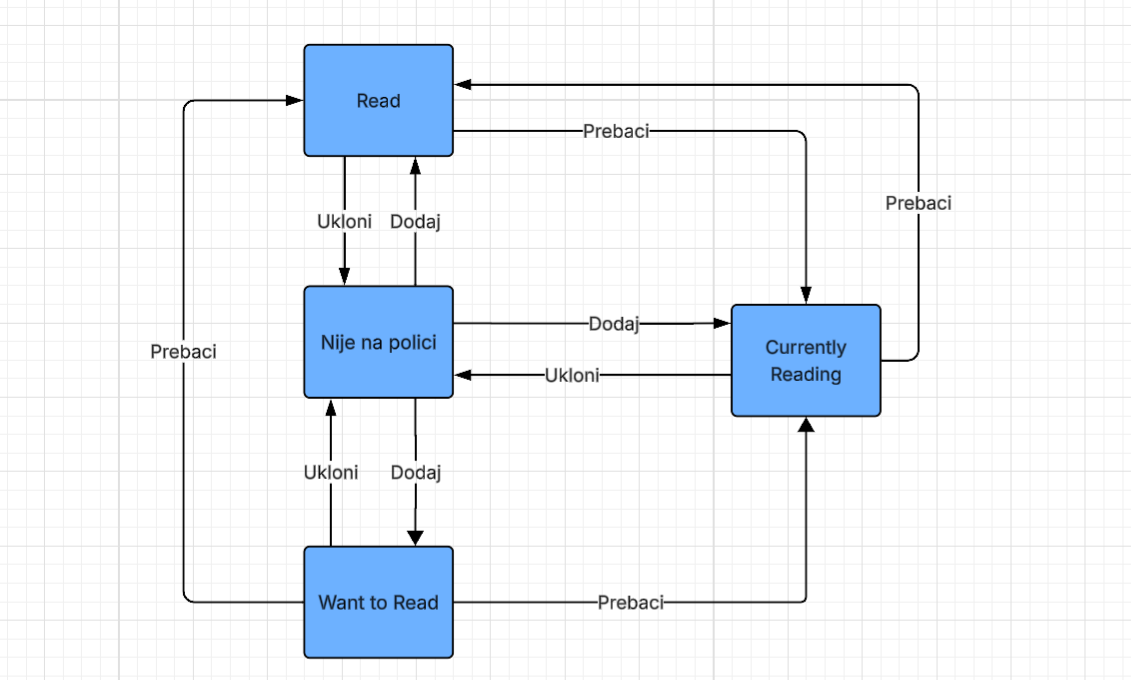 Read
Prebaci
Prebaci
Ukloni
Dodaj
Nije na polici
Dodaj
Currently
Reading
Prebaci
Ukloni
Ukloni
Dodaj
Want to Read
Prebaci